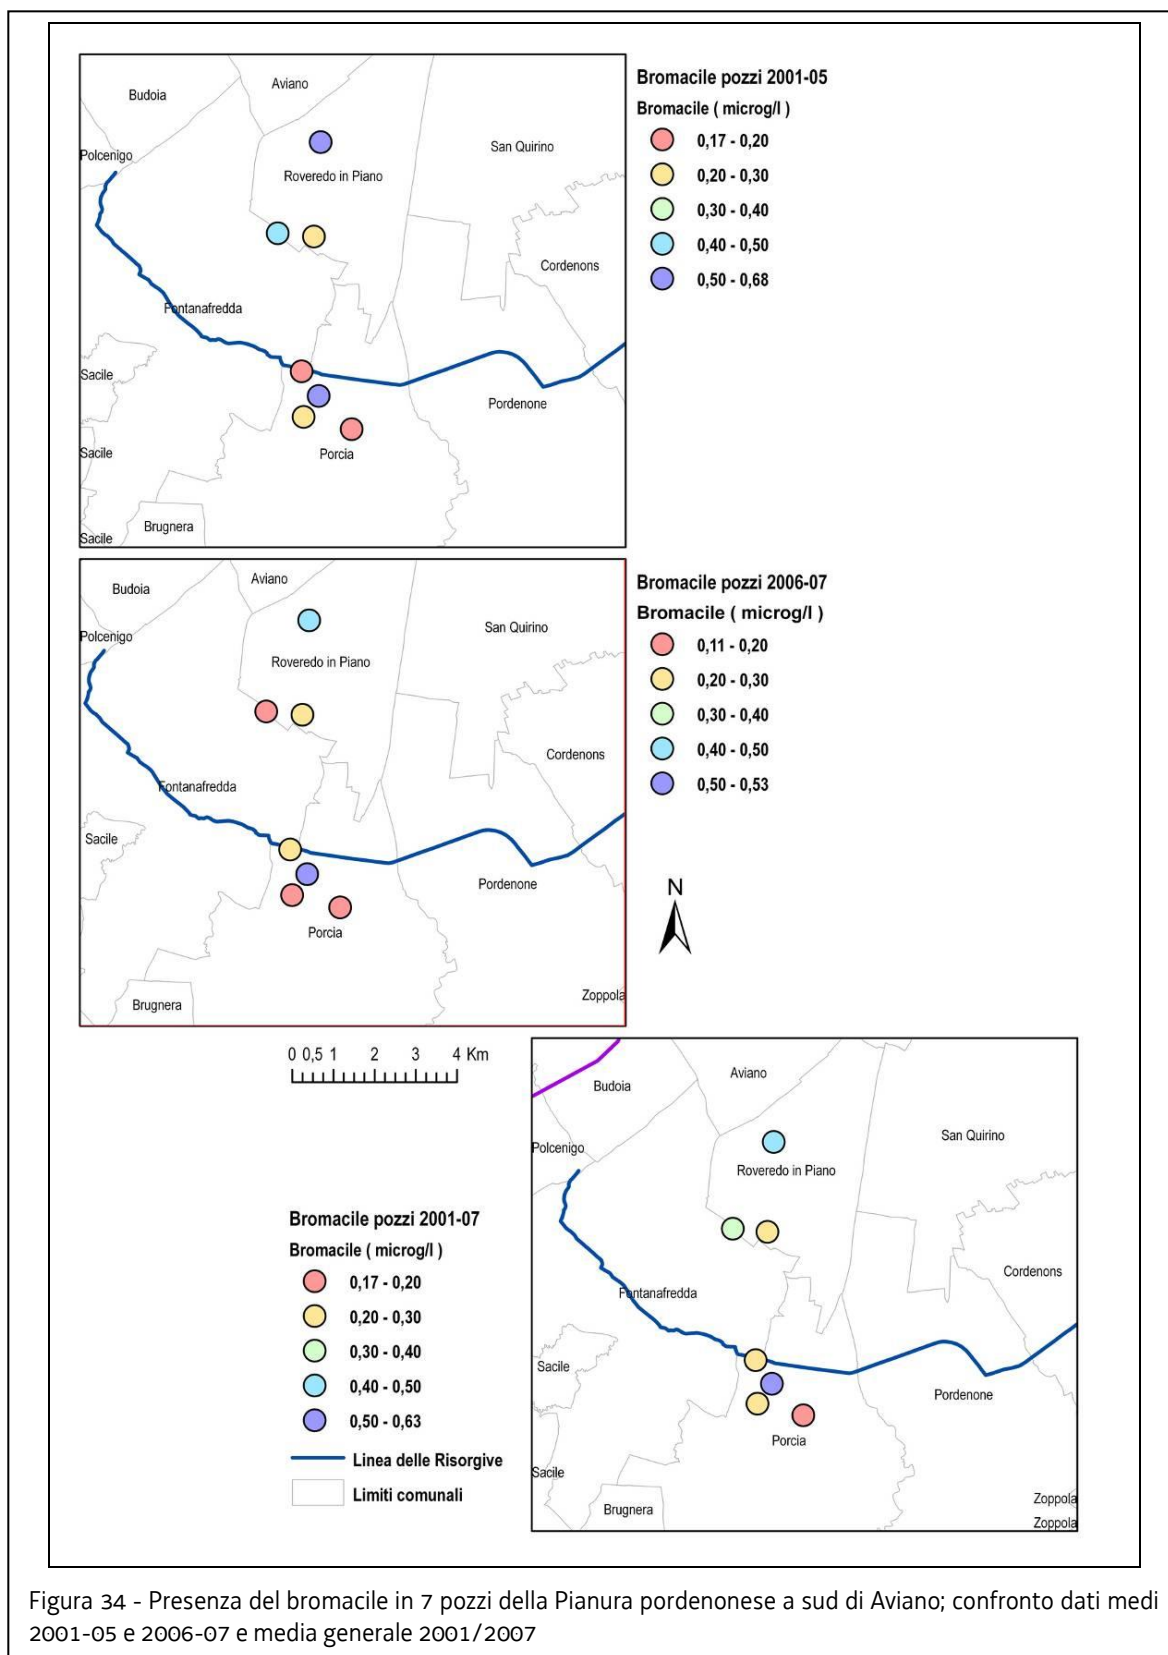 Aviano
Budoia
Polcenigo
San Quirino
Roveredo in Piano
Cordenons
Fontanafredda
Sacile
Pordenone
Sacile
Porcia
Brugnera
Sacile
Bromacile pozzi 2001-05
Bromacile ( microg/l )
0,17 - 0,20
0,20 - 0,30
0,30 - 0,40
0,40 - 0,50
0,50 - 0,68
Aviano
Budoia
Polcenigo
San Quirino
Roveredo in Piano
Cordenons
Fontanafredda
Sacile
Pordenone
Porcia
Zoppola
Brugnera
Bromacile pozzi 2006-07
Bromacile ( microg/l )
0,11 - 0,20
0,20 - 0,30
0,30 - 0,40
0,40 - 0,50
0,50 - 0,53
N
0 0,5 1 2 3 4 Km
Bromacile pozzi 2001-07
Bromacile ( microg/l )
0,17 - 0,20
0,20 - 0,30
0,30 - 0,40
0,40 - 0,50
0,50 - 0,63
Linea delle Risorgive
Limiti comunali
Aviano
Budoia
San Quirino
Polcenigo
Roveredo in Piano
Cordenons
Fontanafredda
Sacile
Pordenone
Porcia
Sacile
Zoppola
Brugnera
Zoppola
Figura 34 - Presenza del bromacile in 7 pozzi della Pianura pordenonese a sud di Aviano; confronto dati medi
2001-05 e 2006-07 e media generale 2001/2007